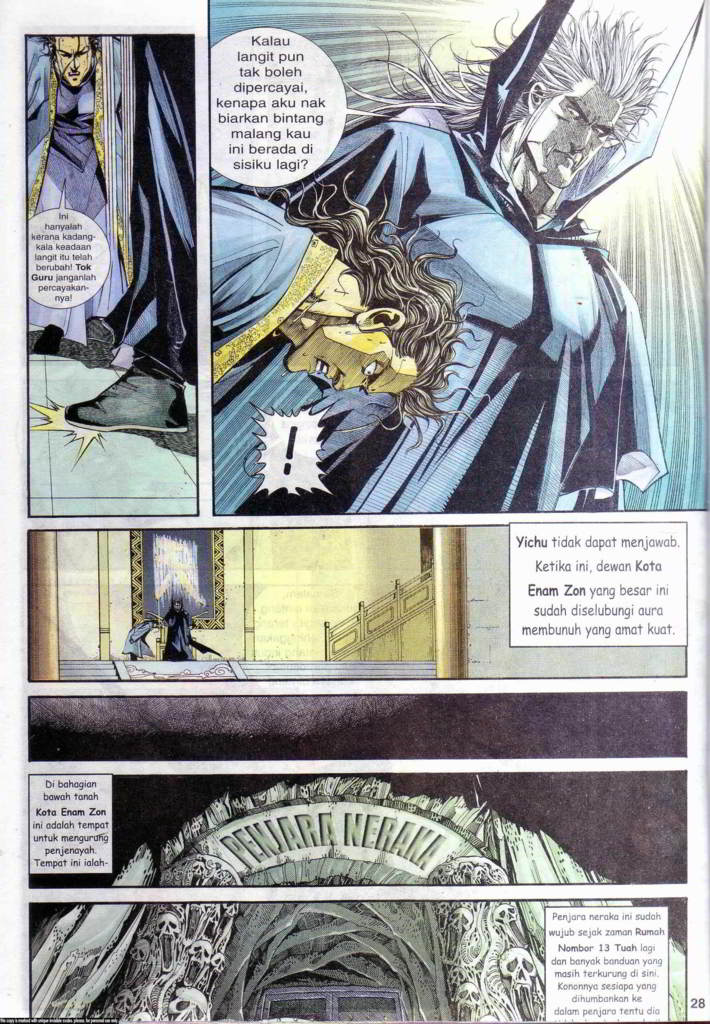 Ini
hanyalah
kerana kadang-
kala keadaan
langit itu telah
berubah! Tok
Guru janganlah
percayakan-
nya!
Kalau
langit pun
tak boleh
dipercayai,
kenapa aku nak
biarkan bintang
malang kau
ini berada di
sisiku lagi?
!
Yichu tidak dapat menjawab.
Ketika ini, dewan Kota
Enam Zon yang besar ini
sudah diselubungi aura
membunuh yang amat kuat.
Di bahagian
bawah tanah
Kota Enam Zon
ini adalah tempat
untuk mengurung
penjenayah.
Tempat ini ialah-
PENJARA NERAKA
Penjara neraka ini sudah
wujub sejak zaman Rumah
Nombor 13 Tuah lagi
dan banyak banduan yang
masih terkurung di sini.
Kononnya sesiapa yang
dihumbankan ke
dalam penjara tentu dia
28